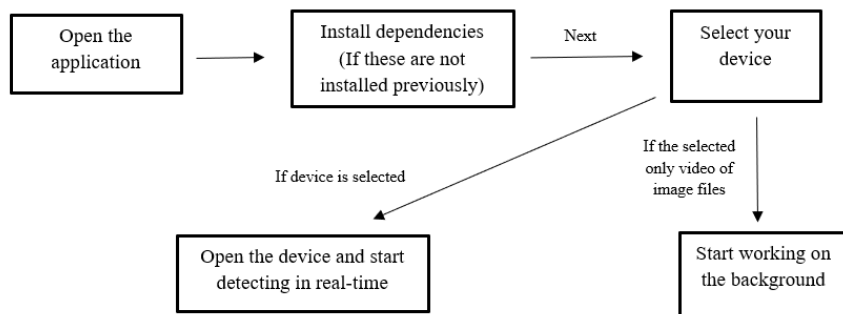 Open the
application
Install dependencies
(If these are not
installed previously)
Next
Select your
device
If device is selected
If the selected
only video of
image files
Open the device and start
detecting in real-time
Start working on
the background